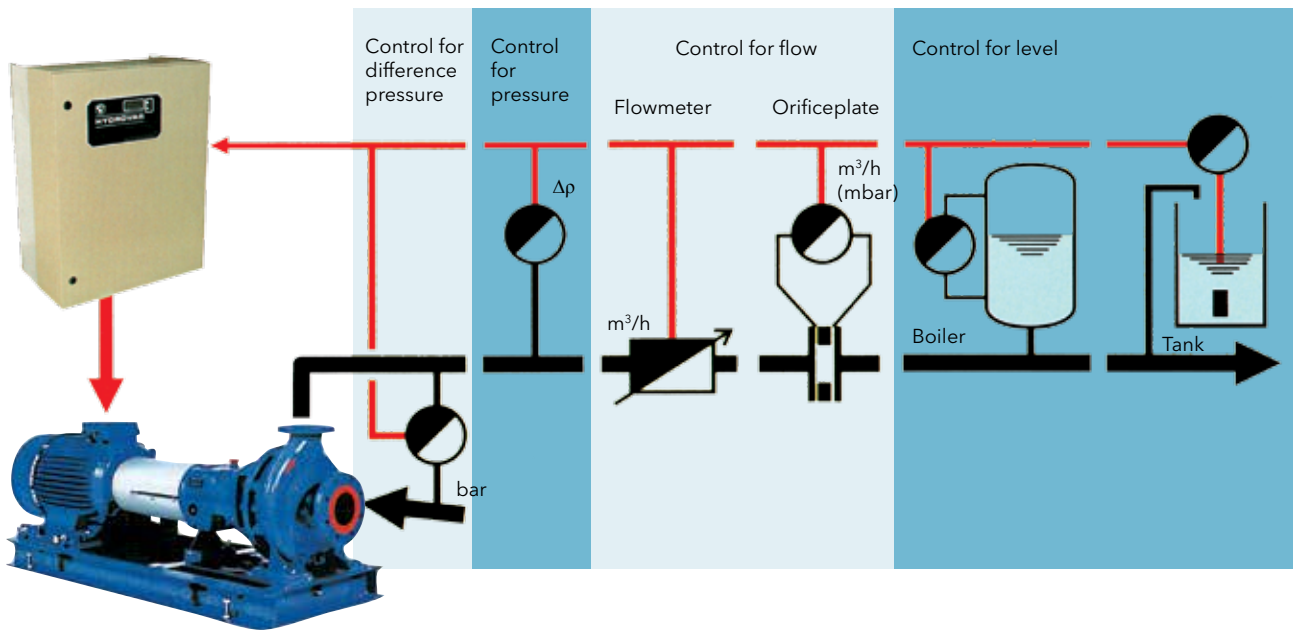 Control for
difference
pressure
Control
for
pressure
Control for flow
Control for level
Flowmeter
Orificeplate
HYDROVAR
Δρ
m³/h
(mbar)
m³/h
Boiler
Tank
bar